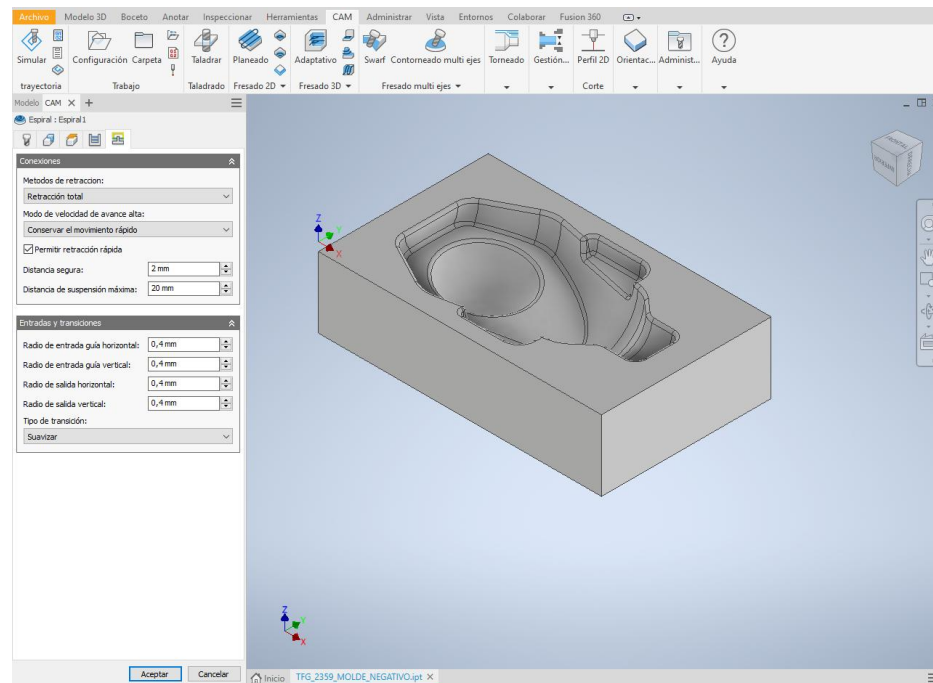 Archivo Modelo 3D Boceto Anotar Inspeccionar Herramientas CAM Administrar Vista Entornos Colaborar Fusion 360
Simular Configuración Carpeta Taladrar Planeado Adaptativo Swarf Contorneado multi ejes Torneado Gestión... Perfil 2D Orientac... Administ... Ayuda
trayectoria Trabajo Taladrado Fresado 2D Fresado 3D Fresado multi ejes Corte
Modelo CAM X +
Espiral : Espiral1
Conexiones
Metodos de retraccion:
Retracción total
Modo de velocidad de avance alta:
Conservar el movimiento rápido
Permitir retracción rápida
Distancia segura: 2 mm
Distancia de suspensión máxima: 20 mm
Entradas y transiciones
Radio de entrada guía horizontal: 0,4 mm
Radio de entrada guía vertical: 0,4 mm
Radio de salida horizontal: 0,4 mm
Radio de salida vertical: 0,4 mm
Tipo de transición:
Suavizar
Z
Y
X
Z
Y
X
Aceptar Cancelar
Inicio TFG_2359_MOLDE_NEGATIVO.ipt X